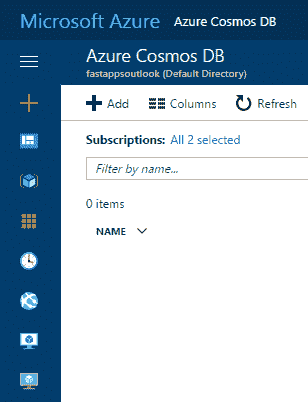 Microsoft Azure Azure Cosmos DB
Azure Cosmos DB
fastappsoutlook (Default Directory)
Add Columns Refresh
Subscriptions: All 2 selected
Filter by name...
0 items
NAME